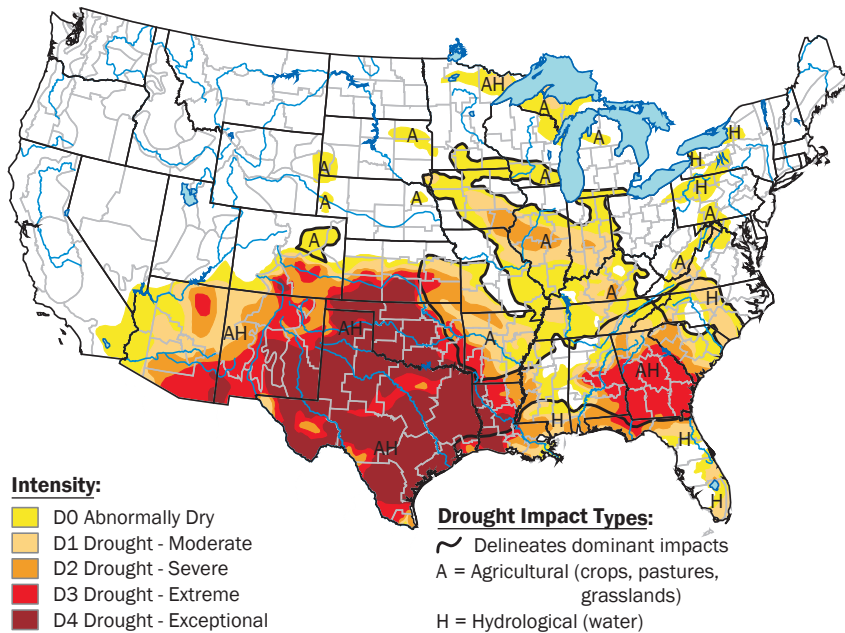 AH
A
A
H
A
A
H
A
A
H
A
A
A
A
A
A
H
AH
AH
A
AH
H
H
AH
H
Intensity:
D0 Abnormally Dry
D1 Drought - Moderate
D2 Drought - Severe
D3 Drought - Extreme
D4 Drought - Exceptional
Drought Impact Types:
Delineates dominant impacts
A = Agricultural (crops, pastures,
grasslands)
H = Hydrological (water)